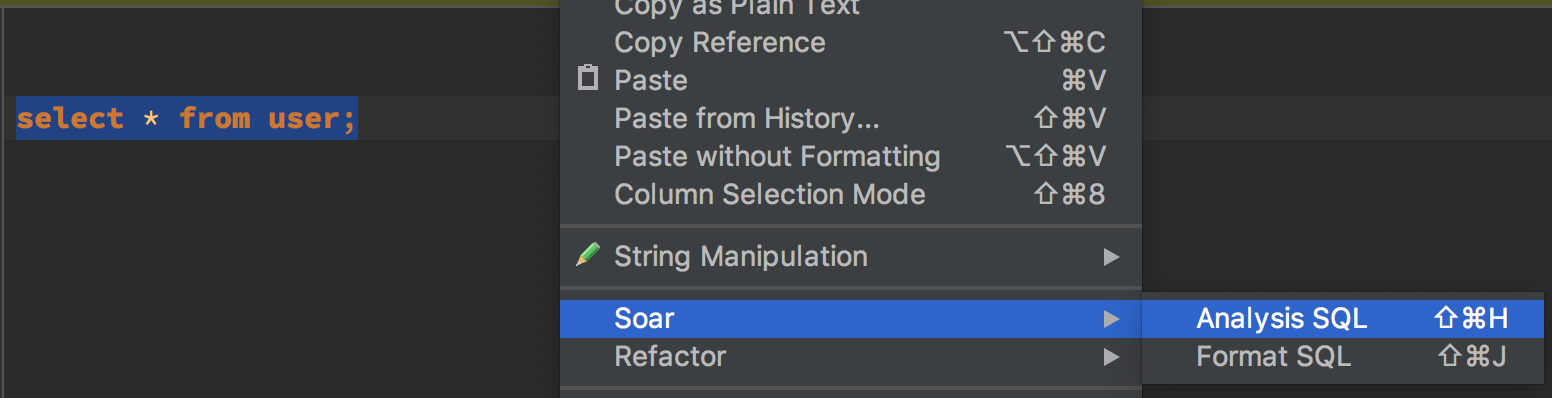 Copy as Plain Text
Copy Reference ⌥⇧⌘C
Paste ⌘V
select * from user;
Paste from History... ⇧⌘V
Paste without Formatting ⌥⇧⌘V
Column Selection Mode ⇧⌘8
String Manipulation
Soar
Analysis SQL ⇧⌘H
Refactor
Format SQL ⇧⌘J